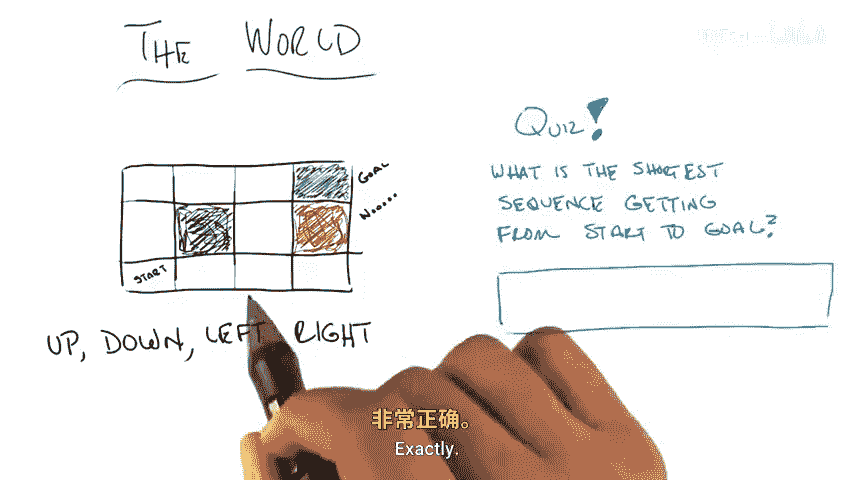 THE WORLD
QUIZ!
WHAT IS THE SHORTEST
SEQUENCE GETTING
FROM START TO GOAL?
GOAL
N.....
START
UP, DOWN, LEFT RIGHT
非常正确。
Exactly.